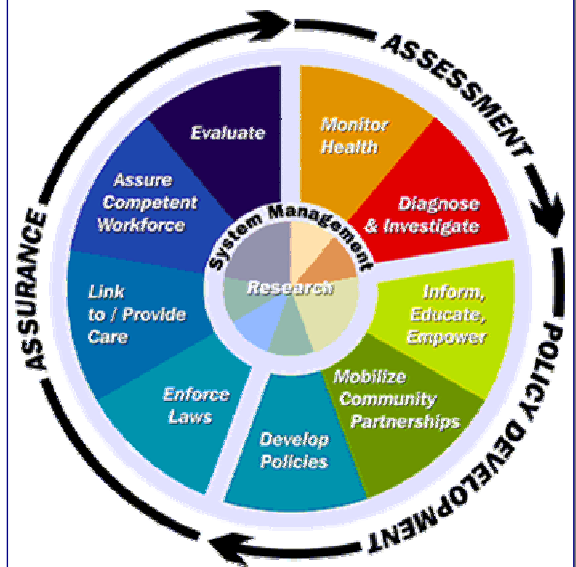 ASSESSMENT
Monitor
Health
Diagnose
& Investigate
POLICY DEVELOPMENT
Inform,
Educate,
Empower
Mobilize
Community
Partnerships
Develop
Policies
ASSURANCE
Enforce
Laws
Link
to / Provide
Care
Assure
Competent
Workforce
Evaluate
System Management
Research